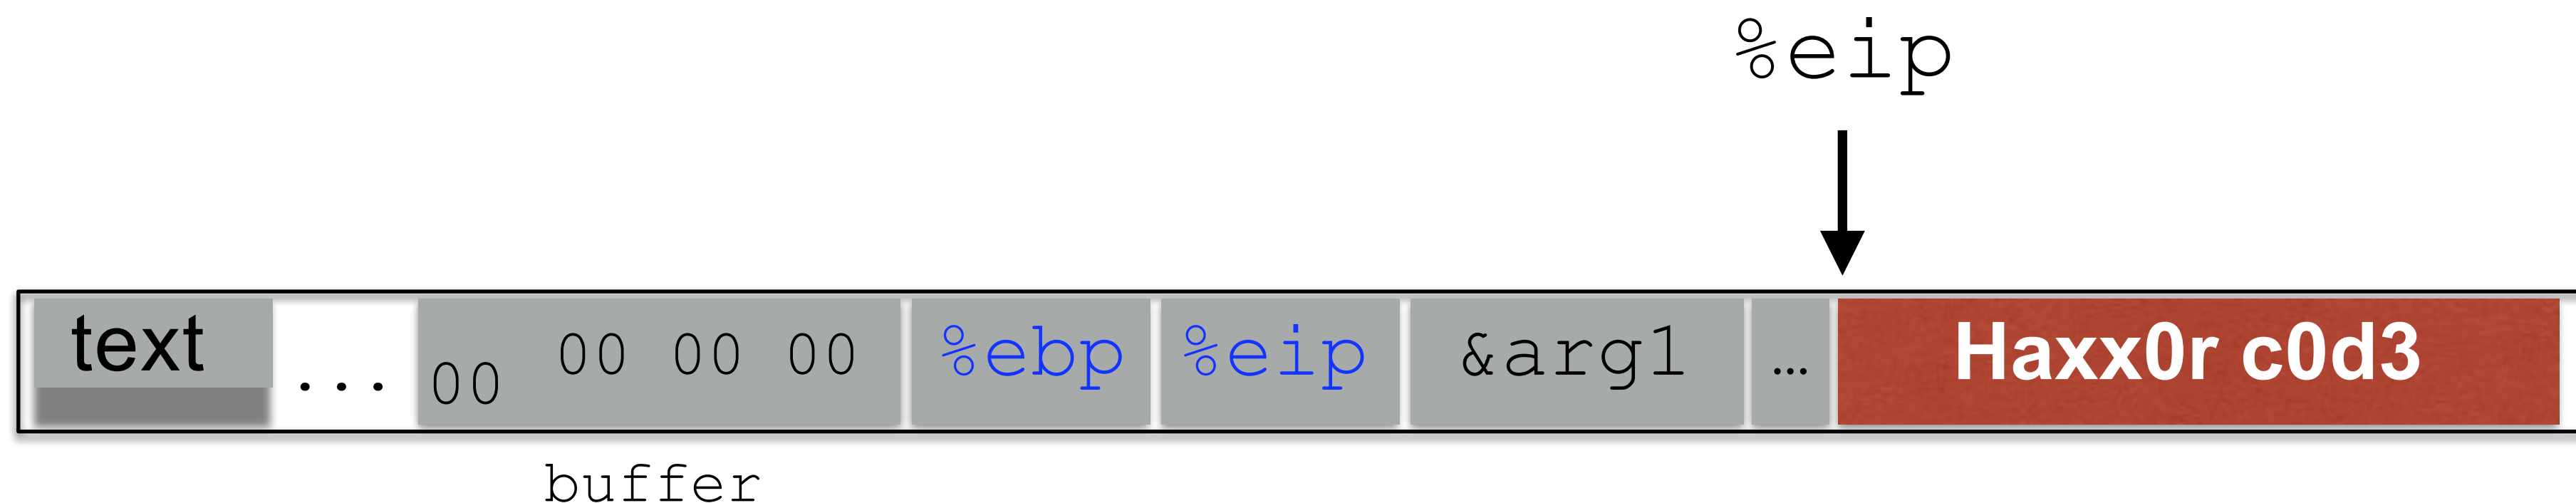 %eip
text ... 00 00 00 00 %ebp %eip &arg1 ... Haxx0r c0d3
buffer